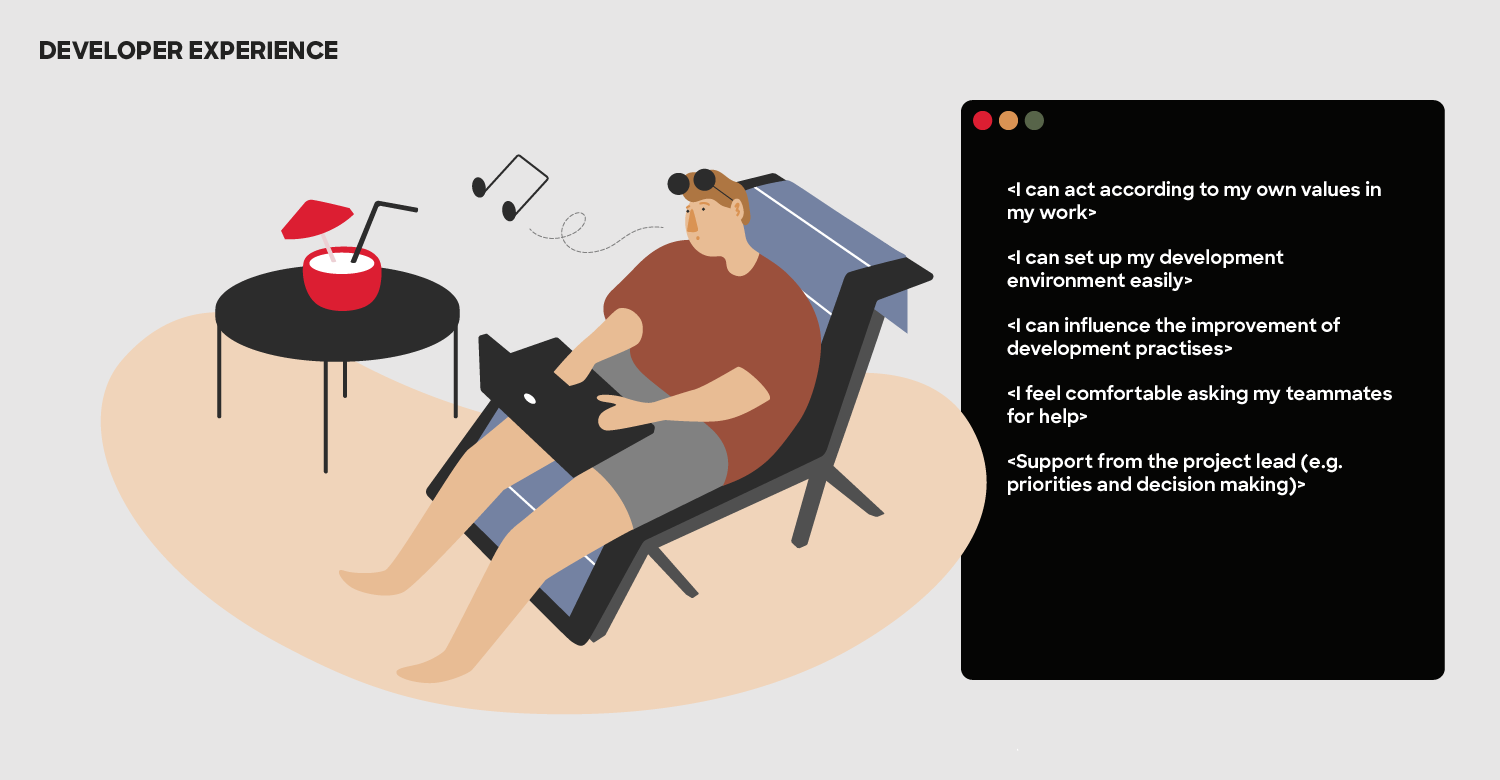 DEVELOPER EXPERIENCE
<I can act according to my own values in
my work>
<I can set up my development
environment easily>
<I can influence the improvement of
development practises>
<I feel comfortable asking my teammates
for help>
<Support from the project lead (e.g.
priorities and decision making)>